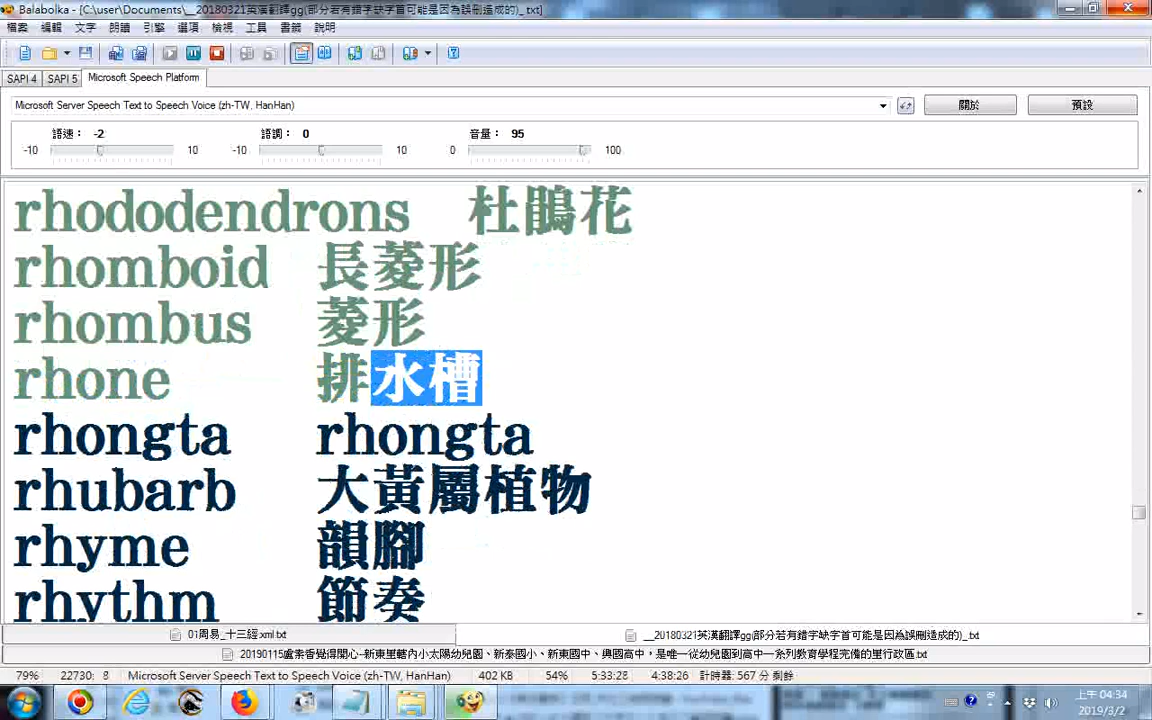 Balabolka - [C:\user\Documents\__20180321英漢翻譯gg(部分若有錯字缺字首可能是因為誤刪造成的)_.txt]
檔案 編輯 文字 朗讀 引擎 選項 檢視 工具 書籤 說明
SAPI 4 SAPI 5 Microsoft Speech Platform
Microsoft Server Speech Text to Speech Voice (zh-TW, HanHan) 關於 預設
語速： -2 語調： 0 音量： 95
-10 10 -10 10 0 100
rhododendrons 杜鵑花
rhomboid 長菱形
rhombus 菱形
rhone 排水槽
rhongta rhongta
rhubarb 大黃屬植物
rhyme 韻腳
rhythm 節奏
01周易_十三經.xml.txt __20180321英漢翻譯gg(部分若有錯字缺字首可能是因為誤刪造成的)_.txt
20190115盧素香覺得開心-新東里轄內小太陽幼兒園、新泰國小、新東國中、興國高中，是唯一從幼兒園到高中一系列教育學程完備的里行政區.txt
79% 22730: 8 Microsoft Server Speech Text to Speech Voice (zh-TW, HanHan) 402 KB 54% 5:33:28 4:38:26 計時器: 567 分 剩餘
上午 04:34
2019/3/2